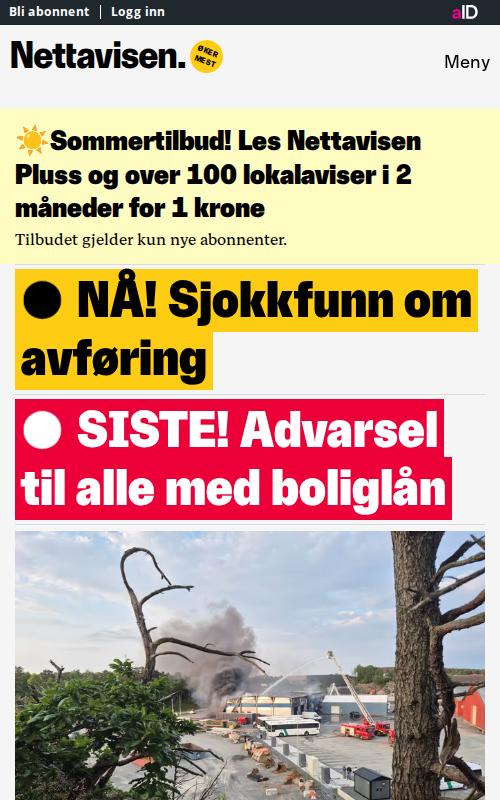 Bli abonnent
Logg inn
aID
Nettavisen.
ØKER
MEST
Meny
☀️Sommertilbud! Les Nettavisen
Pluss og over 100 lokalaviser i 2
måneder for 1 krone
Tilbudet gjelder kun nye abonnenter.
NÅ! Sjokkfunn om
avføring
SISTE! Advarsel
til alle med boliglån